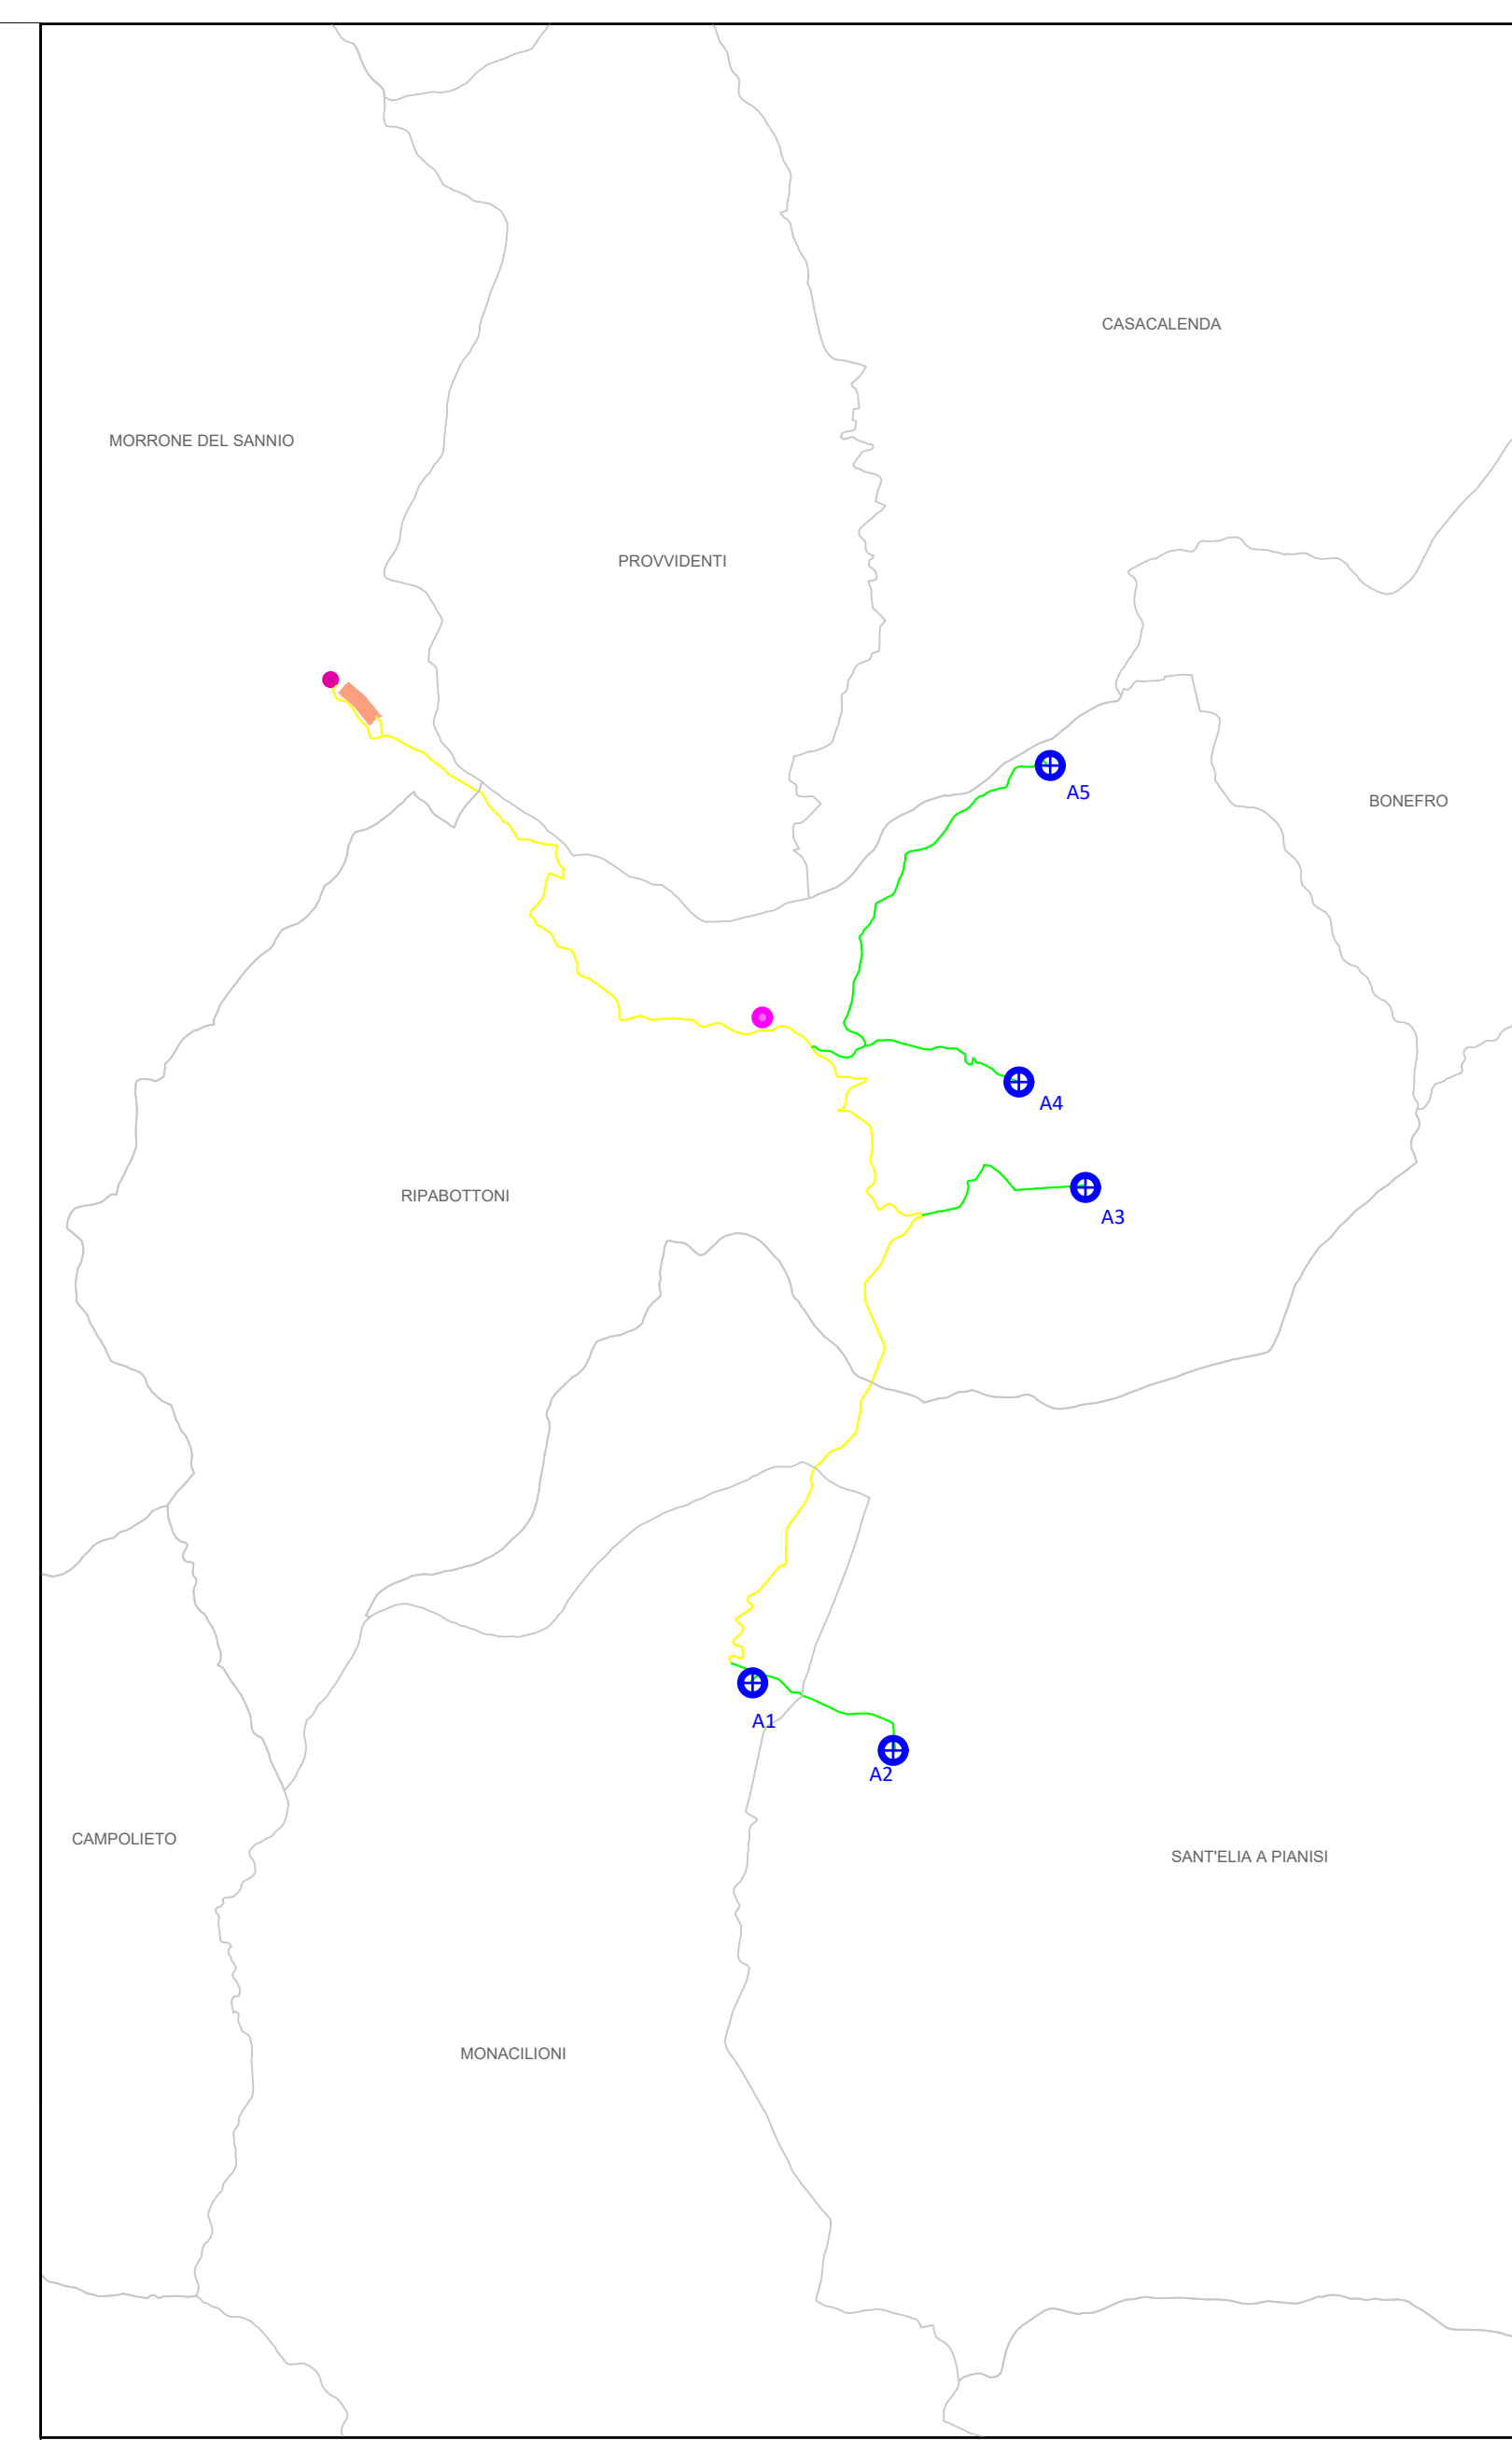 CASACALENDA
MORRONE DEL SANNIO
PROVVIDENTI
A5
BONEFRO
A4
RIPABOTTONI
A3
A1
A2
CAMPOLIETO
SANT'ELIA A PIANISI
MONACILIONI